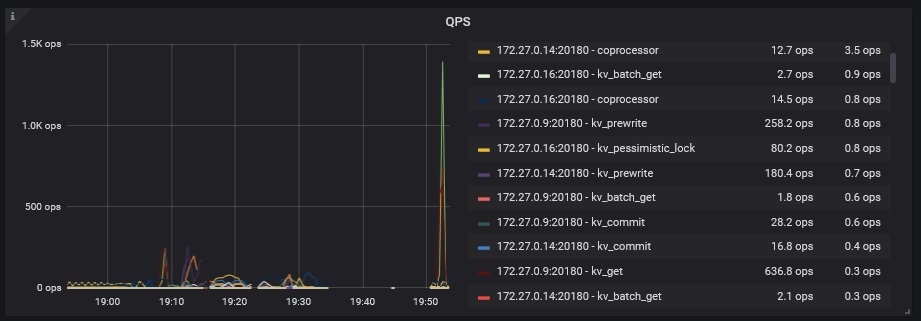 i
QPS
1.5K ops
1.0K ops
500 ops
0 ops
19:00 19:10 19:20 19:30 19:40 19:50
172.27.0.14:20180 - coprocessor 12.7 ops 3.5 ops
172.27.0.16:20180 - kv_batch_get 2.7 ops 0.9 ops
172.27.0.16:20180 - coprocessor 14.5 ops 0.8 ops
172.27.0.9:20180 - kv_prewrite 258.2 ops 0.8 ops
172.27.0.16:20180 - kv_pessimistic_lock 80.2 ops 0.8 ops
172.27.0.14:20180 - kv_prewrite 180.4 ops 0.7 ops
172.27.0.9:20180 - kv_batch_get 1.8 ops 0.6 ops
172.27.0.9:20180 - kv_commit 28.2 ops 0.6 ops
172.27.0.14:20180 - kv_commit 16.8 ops 0.4 ops
172.27.0.9:20180 - kv_get 636.8 ops 0.3 ops
172.27.0.14:20180 - kv_batch_get 2.1 ops 0.3 ops